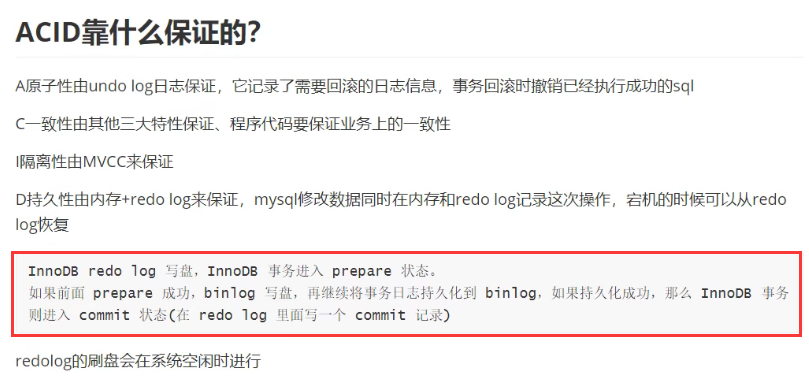 ACID靠什么保证的？
A原子性由undo log日志保证，它记录了需要回滚的日志信息，事务回滚时撤销已经执行成功的sql
C一致性由其他三大特性保证、程序代码要保证业务上的一致性
I隔离性由MVCC来保证
D持久性由内存+redo log来保证，mysql修改数据同时在内存和redo log记录这次操作，宕机的时候可以从redo
log恢复
InnoDB redo log 写盘，InnoDB 事务进入 prepare 状态。
如果前面 prepare 成功，binlog 写盘，再继续将事务日志持久化到 binlog，如果持久化成功，那么 InnoDB 事务
则进入 commit 状态(在 redo log 里面写一个 commit 记录)
redolog的刷盘会在系统空闲时进行